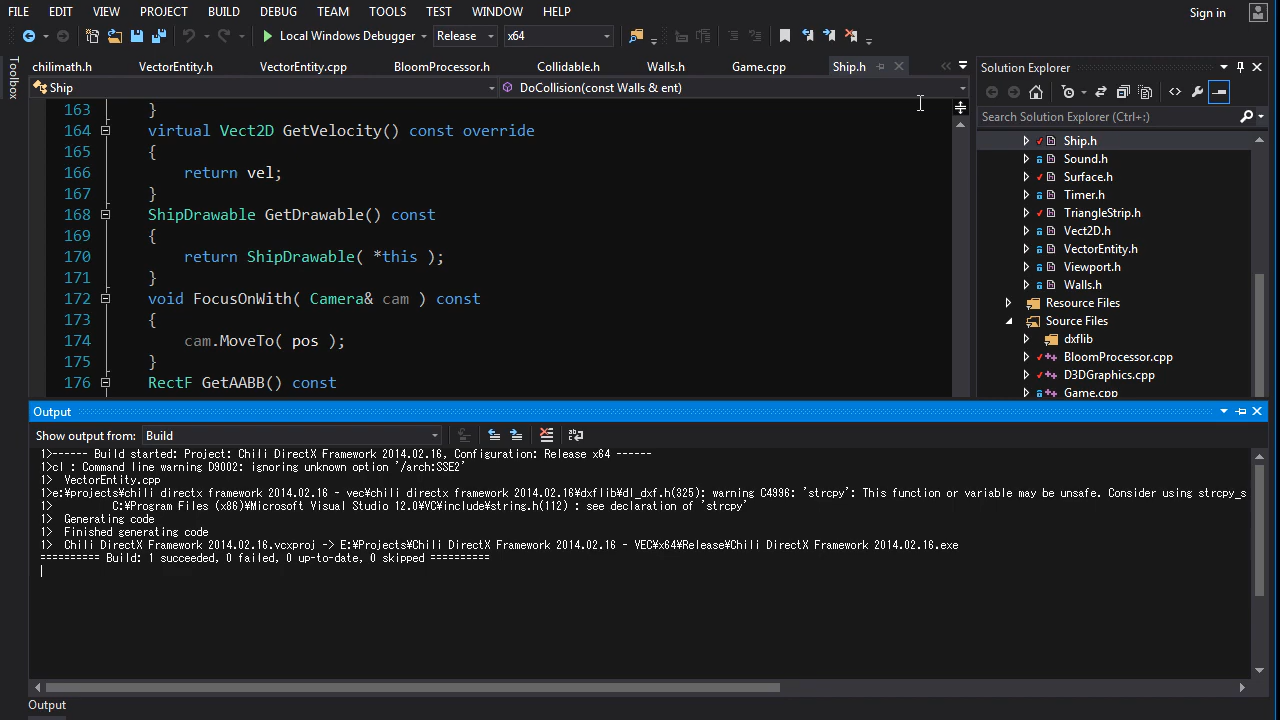 FILE EDIT VIEW PROJECT BUILD DEBUG TEAM TOOLS TEST WINDOW HELP Sign in
Local Windows Debugger Release x64
Toolbox
chilimath.h VectorEntity.h VectorEntity.cpp BloomProcessor.h Collidable.h Walls.h Game.cpp Ship.h
Ship DoCollision(const Walls & ent)
163 }
164 virtual Vect2D GetVelocity() const override
165 {
166 return vel;
167 }
168 ShipDrawable GetDrawable() const
169 {
170 return ShipDrawable( *this );
171 }
172 void FocusOnWith( Camera& cam ) const
173 {
174 cam.MoveTo( pos );
175 }
176 RectF GetAABB() const
Solution Explorer
Search Solution Explorer (Ctrl+;)
Ship.h
Sound.h
Surface.h
Timer.h
TriangleStrip.h
Vect2D.h
VectorEntity.h
Viewport.h
Walls.h
Resource Files
Source Files
dxflib
BloomProcessor.cpp
D3DGraphics.cpp
Game.cpp
Output
Show output from: Build
1>------ Build started: Project: Chili DirectX Framework 2014.02.16, Configuration: Release x64 ------
1>cl : Command line warning D9002: ignoring unknown option '/arch:SSE2'
1> VectorEntity.cpp
1>e:¥projects¥chili directx framework 2014.02.16 - vec¥chili directx framework 2014.02.16¥dxflib¥dl_dxf.h(325): warning C4996: 'strcpy': This function or variable may be unsafe. Consider using strcpy_s
1> C:¥Program Files (x86)¥Microsoft Visual Studio 12.0¥VC¥include¥string.h(112) : see declaration of 'strcpy'
1> Generating code
1> Finished generating code
1> Chili DirectX Framework 2014.02.16.vcxproj -> E:¥Projects¥Chili DirectX Framework 2014.02.16 - VEC¥x64¥Release¥Chili DirectX Framework 2014.02.16.exe
========== Build: 1 succeeded, 0 failed, 0 up-to-date, 0 skipped ==========
Output